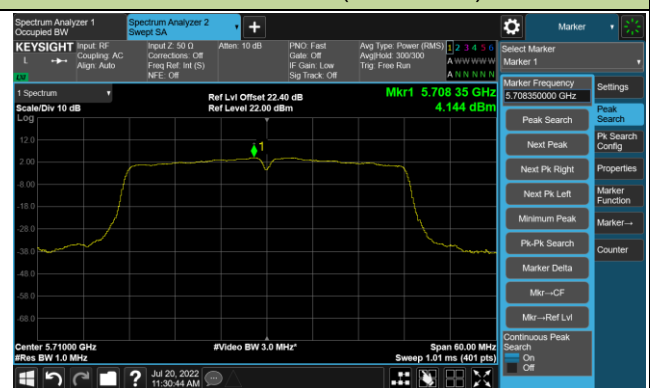 Spectrum Analyzer 1
Occupied BW
Spectrum Analyzer 2
Swept SA
Marker
KEYSIGHT
L
LXI
Input: RF
Coupling: AC
Align: Auto
Input Z: 50 Ω
Corrections: Off
Freq Ref: Int (S)
NFE: Off
Atten: 10 dB
PNO: Fast
Gate: Off
IF Gain: Low
Sig Track: Off
Avg Type: Power (RMS)
Avg|Hold: 300/300
Trig: Free Run
1 2 3 4 5 6
A W W W W W
A N N N N N
Select Marker
Marker 1
1 Spectrum
Scale/Div 10 dB
Log
Ref Lvl Offset 22.40 dB
Ref Level 22.00 dBm
Mkr1 5.708 35 GHz
4.144 dBm
1
12.0
2.00
-8.00
-18.0
-28.0
-38.0
-48.0
-58.0
-68.0
Center 5.71000 GHz
#Res BW 1.0 MHz
#Video BW 3.0 MHz*
Span 60.00 MHz
Sweep 1.01 ms (401 pts)
Marker Frequency
5.708350000 GHz
Peak Search
Next Peak
Next Pk Right
Next Pk Left
Minimum Peak
Pk-Pk Search
Marker Delta
Mkr→CF
Mkr→Ref Lvl
Continuous Peak
Search
On
Off
Settings
Peak
Search
Pk Search
Config
Properties
Marker
Function
Marker→
Counter
?
Jul 20, 2022
11:30:44 AM